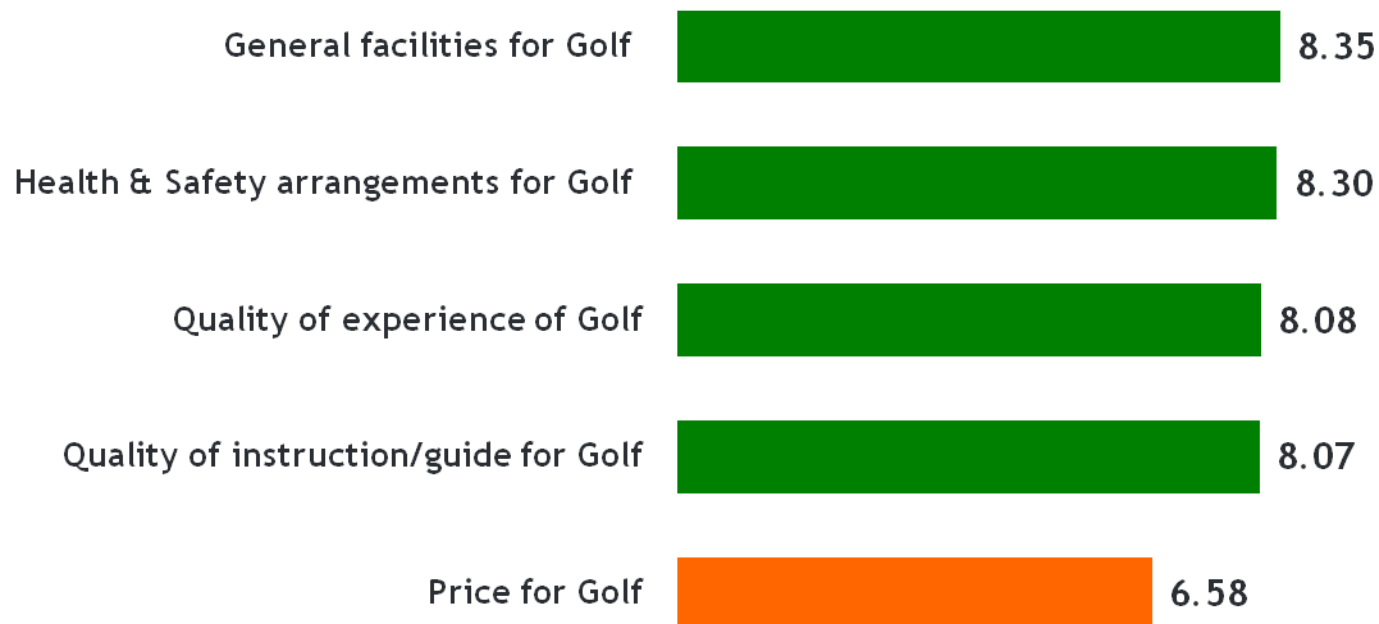 General facilities for Golf 8.35
Health & Safety arrangements for Golf 8.30
Quality of experience of Golf 8.08
Quality of instruction/guide for Golf 8.07
Price for Golf 6.58